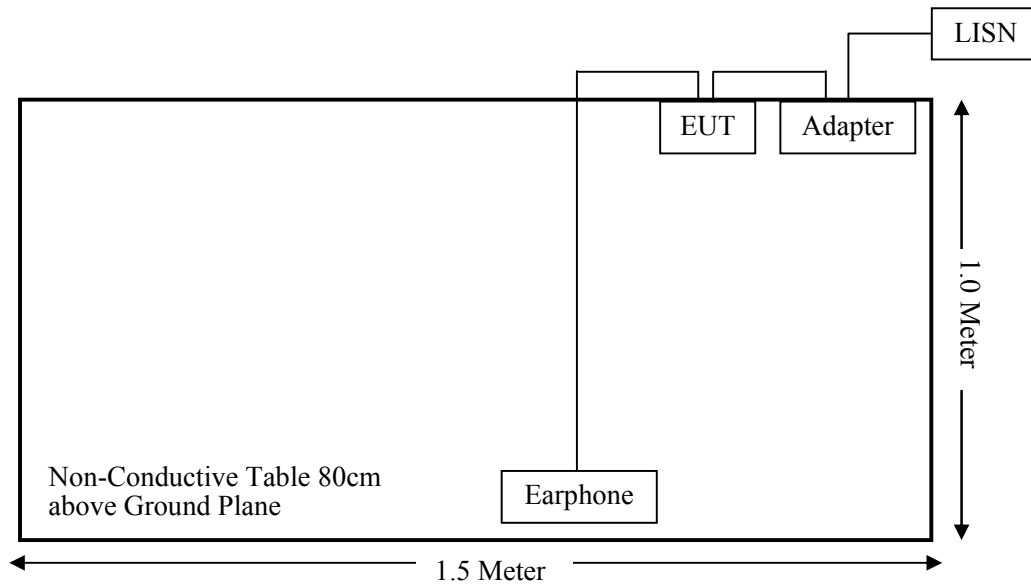 LISN
EUT
Adapter
1.0 Meter
Non-Conductive Table 80cm
above Ground Plane
Earphone
1.5 Meter